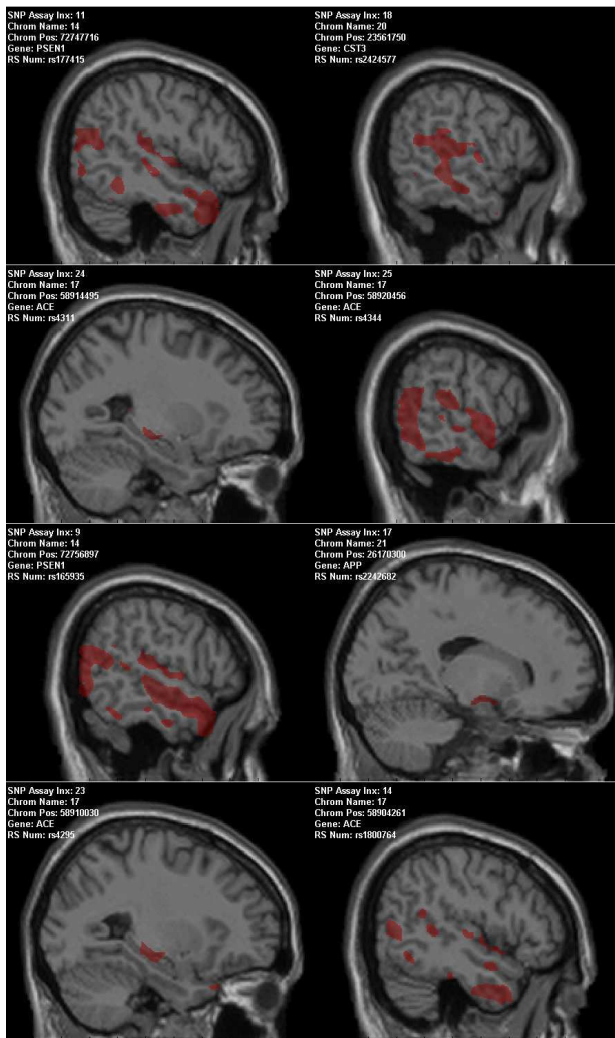 SNP Assay Inx: 11
Chrom Name: 14
Chrom Pos: 72747716
Gene: PSEN1
RS Num: rs177415
SNP Assay Inx: 18
Chrom Name: 20
Chrom Pos: 23561750
Gene: CST3
RS Num: rs2424577
SNP Assay Inx: 24
Chrom Name: 17
Chrom Pos: 58914495
Gene: ACE
RS Num: rs4311
SNP Assay Inx: 25
Chrom Name: 17
Chrom Pos: 58920456
Gene: ACE
RS Num: rs4344
SNP Assay Inx: 9
Chrom Name: 14
Chrom Pos: 72756897
Gene: PSEN1
RS Num: rs165935
SNP Assay Inx: 17
Chrom Name: 21
Chrom Pos: 26170300
Gene: APP
RS Num: rs2242682
SNP Assay Inx: 23
Chrom Name: 17
Chrom Pos: 58910030
Gene: ACE
RS Num: rs4295
SNP Assay Inx: 14
Chrom Name: 17
Chrom Pos: 58904261
Gene: ACE
RS Num: rs1800764